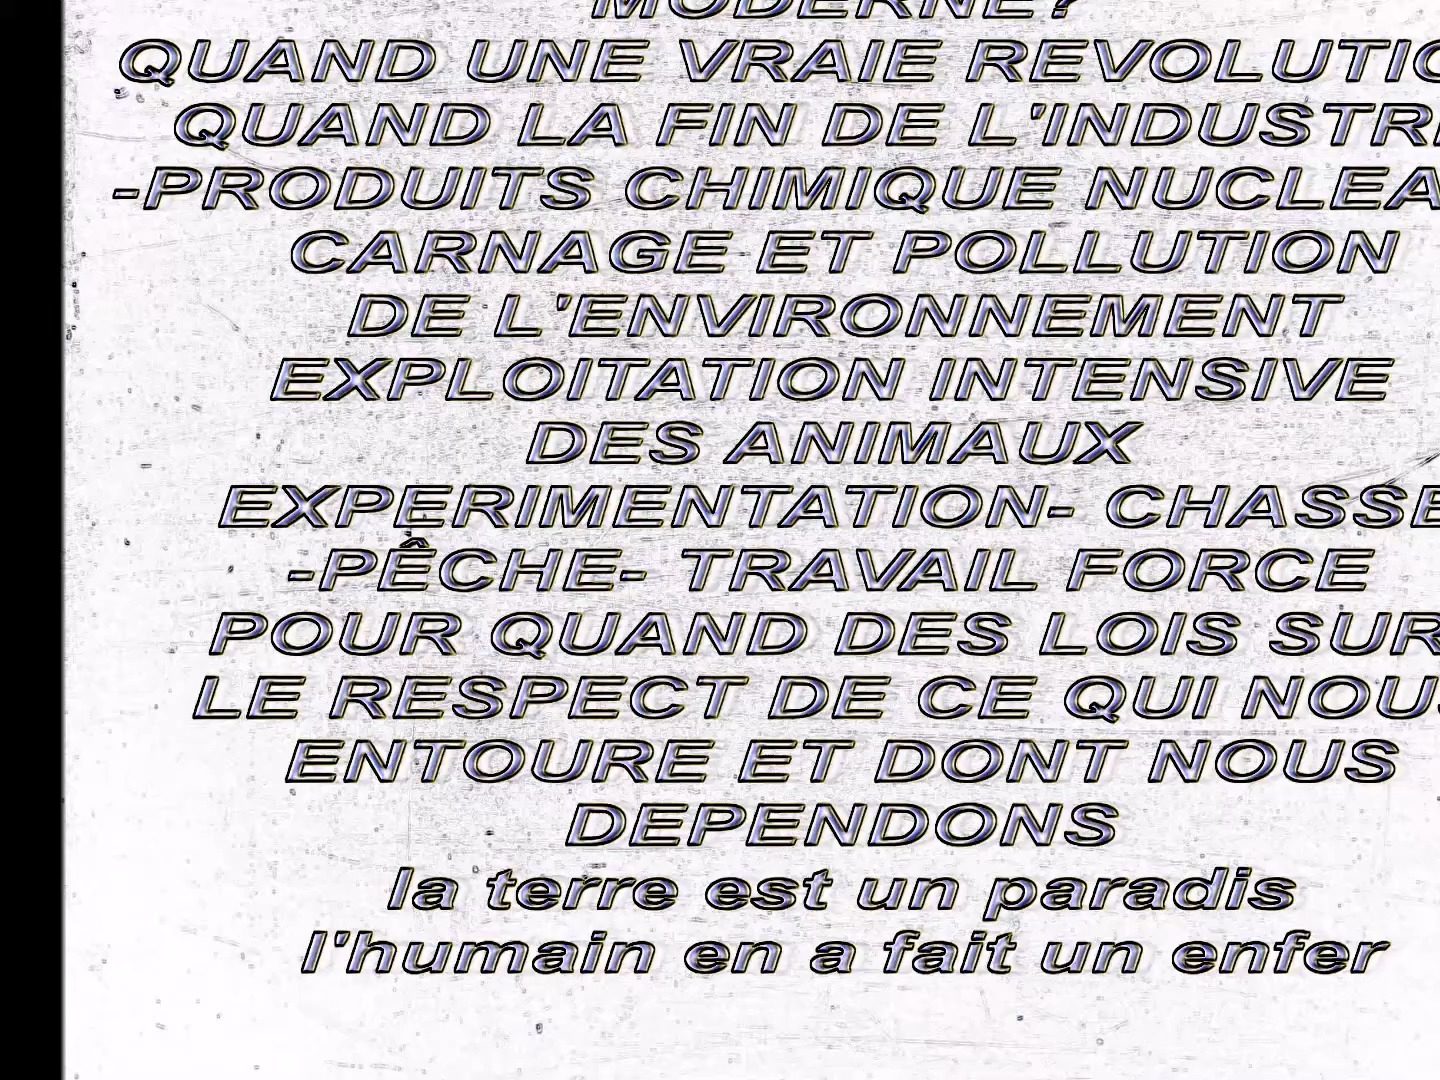 MODERNE?
QUAND UNE VRAIE REVOLUTIO
QUAND LA FIN DE L'INDUSTR
-PRODUITS CHIMIQUE NUCLEA
CARNAGE ET POLLUTION
DE L'ENVIRONNEMENT
EXPLOITATION INTENSIVE
DES ANIMAUX
EXPERIMENTATION- CHASSE
-PÊCHE- TRAVAIL FORCE
POUR QUAND DES LOIS SUR
LE RESPECT DE CE QUI NOUS
ENTOURE ET DONT NOUS
DEPENDONS
la terre est un paradis
l'humain en a fait un enfer